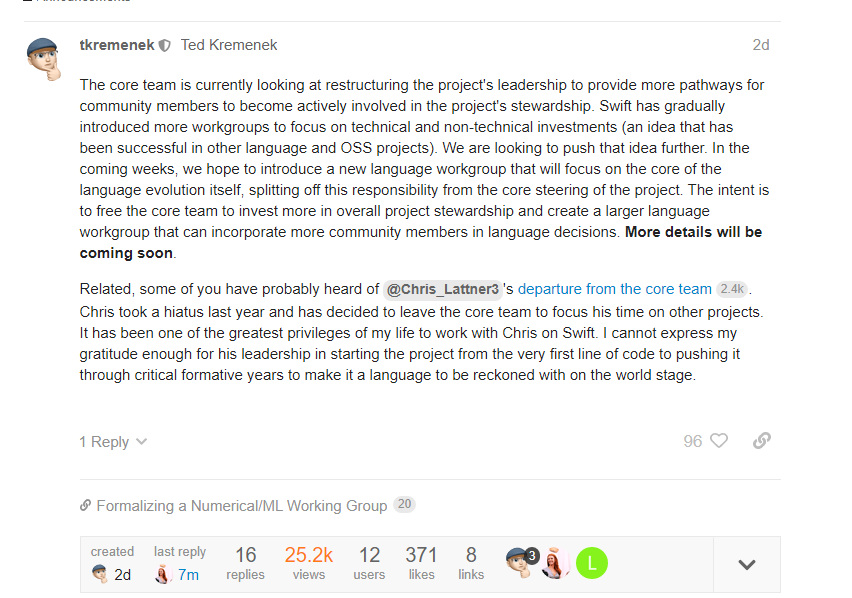 Announcements
tkremenek Ted Kremenek 2d
The core team is currently looking at restructuring the project's leadership to provide more pathways for
community members to become actively involved in the project's stewardship. Swift has gradually
introduced more workgroups to focus on technical and non-technical investments (an idea that has
been successful in other language and OSS projects). We are looking to push that idea further. In the
coming weeks, we hope to introduce a new language workgroup that will focus on the core of the
language evolution itself, splitting off this responsibility from the core steering of the project. The intent is
to free the core team to invest more in overall project stewardship and create a larger language
workgroup that can incorporate more community members in language decisions. More details will be
coming soon.
Related, some of you have probably heard of @Chris_Lattner3's departure from the core team 2.4k.
Chris took a hiatus last year and has decided to leave the core team to focus his time on other projects.
It has been one of the greatest privileges of my life to work with Chris on Swift. I cannot express my
gratitude enough for his leadership in starting the project from the very first line of code to pushing it
through critical formative years to make it a language to be reckoned with on the world stage.
1 Reply 96
Formalizing a Numerical/ML Working Group 20
created last reply 16 25.2k 12 371 8 3 L
2d 7m replies views users likes links